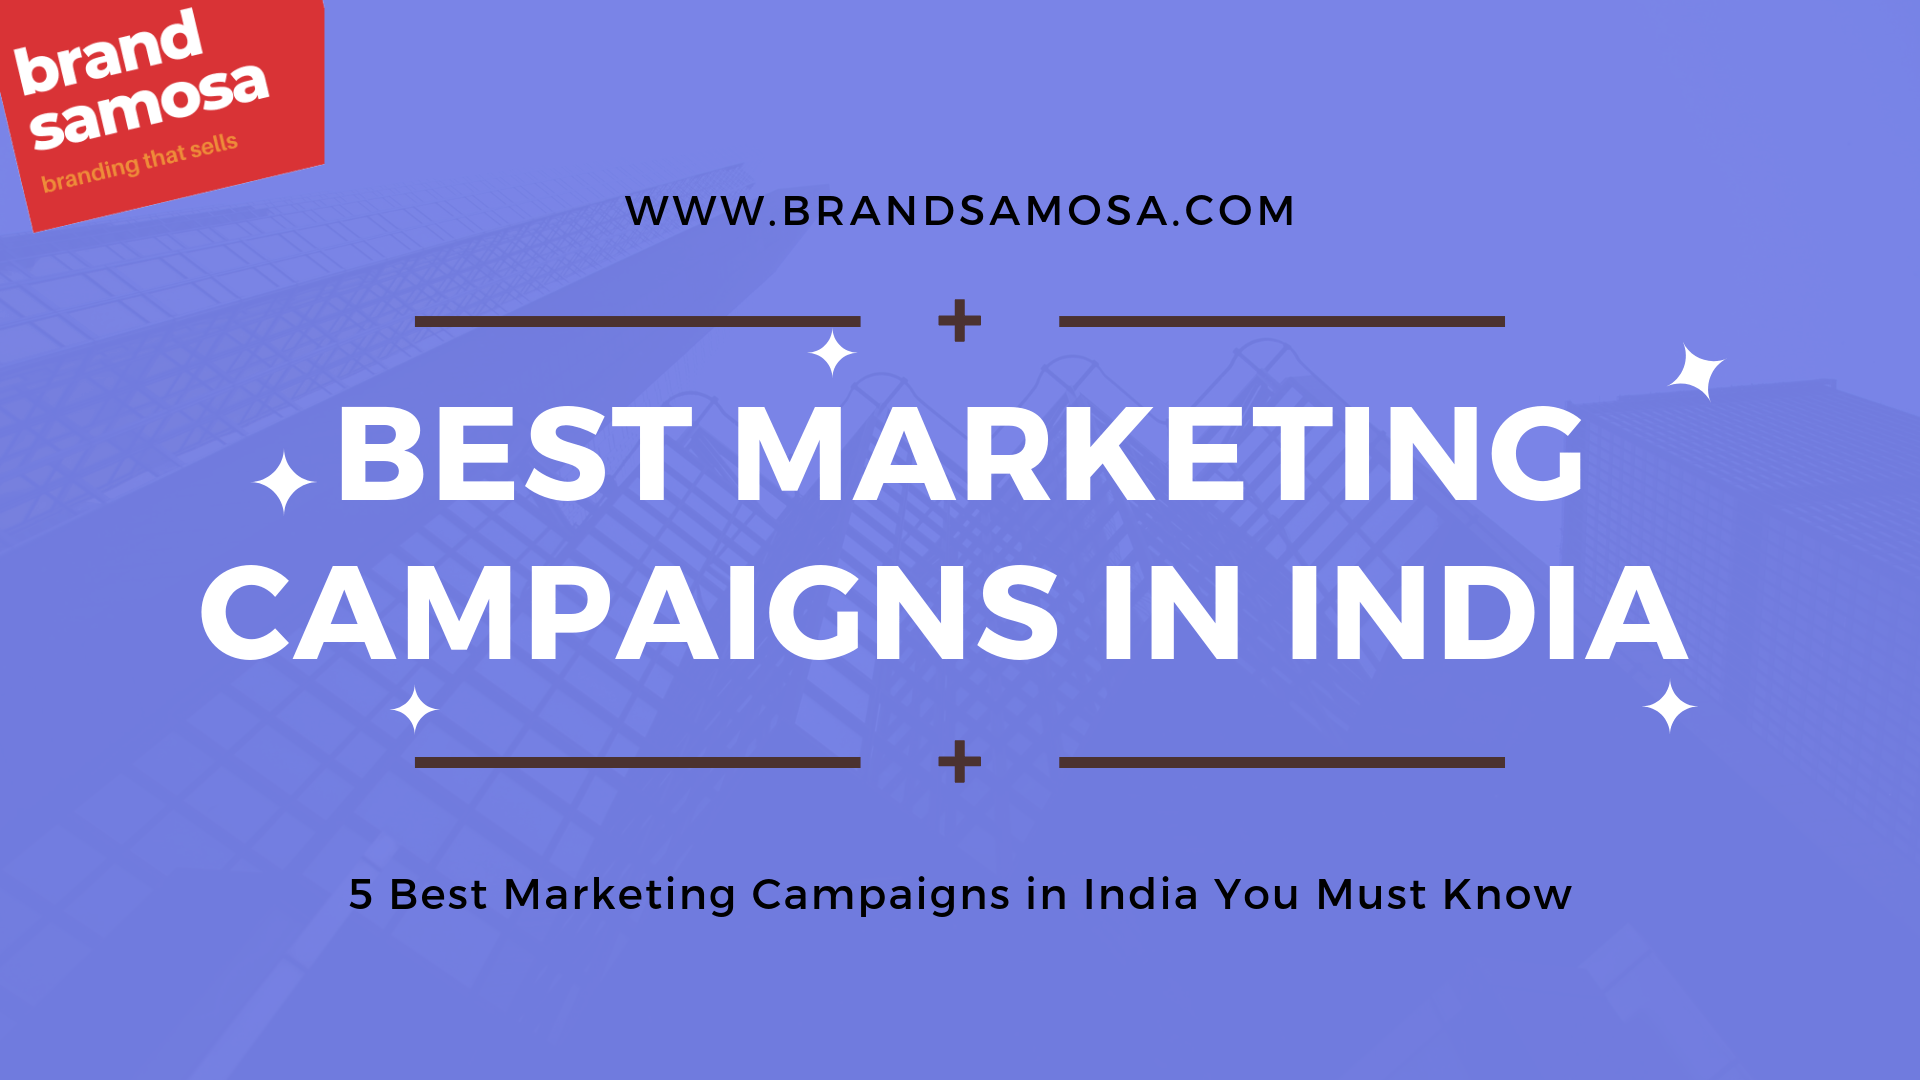 brand
samosa
branding that sells
WWW.BRANDSAMOSA.COM
BEST MARKETING
CAMPAIGNS IN INDIA
5 Best Marketing Campaigns in India You Must Know